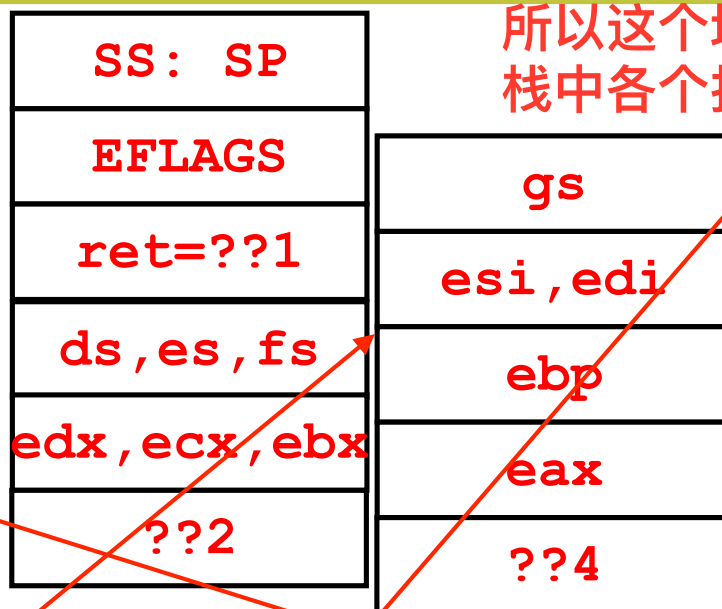 所以这个
栈中各个
SS: SP
EFLAGS
ret=??1
ds,es,fs
edx,ecx,ebx
??2
gs
esi,edi
ebp
eax
??4